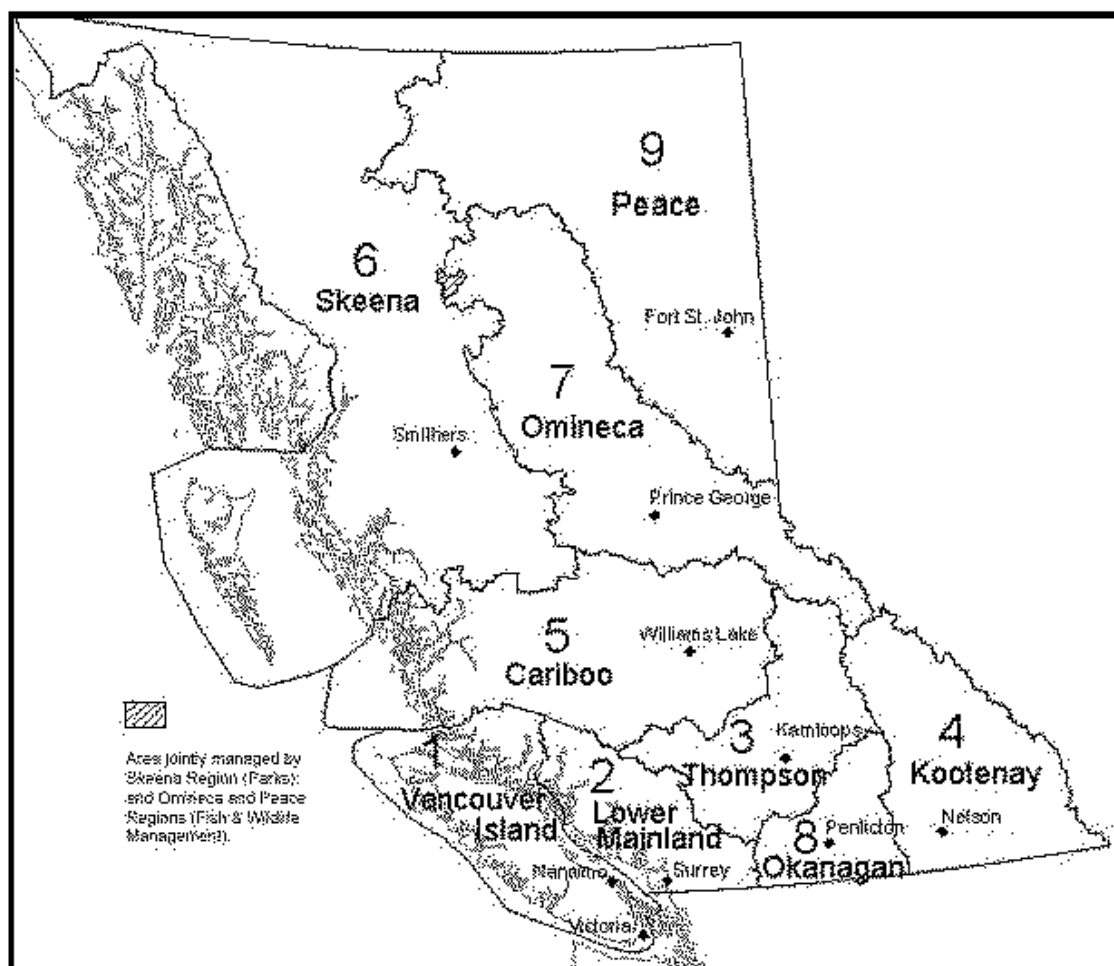 9
Peace
6
Skeena
Fort St. John
7
Omineca
Smithers
Prince George
5
Cariboo
Williams Lake
Area jointly managed by
Skeena Region (Parks);
and Omineca and Peace
Regions (Fish & Wildlife
Management).
1
Vancouver
Island
2
Lower
Mainland
3
Thompson
Kamloops
4
Kootenay
Nelson
8
Okanagan
Penticton
Nanaimo
Surrey
Victoria